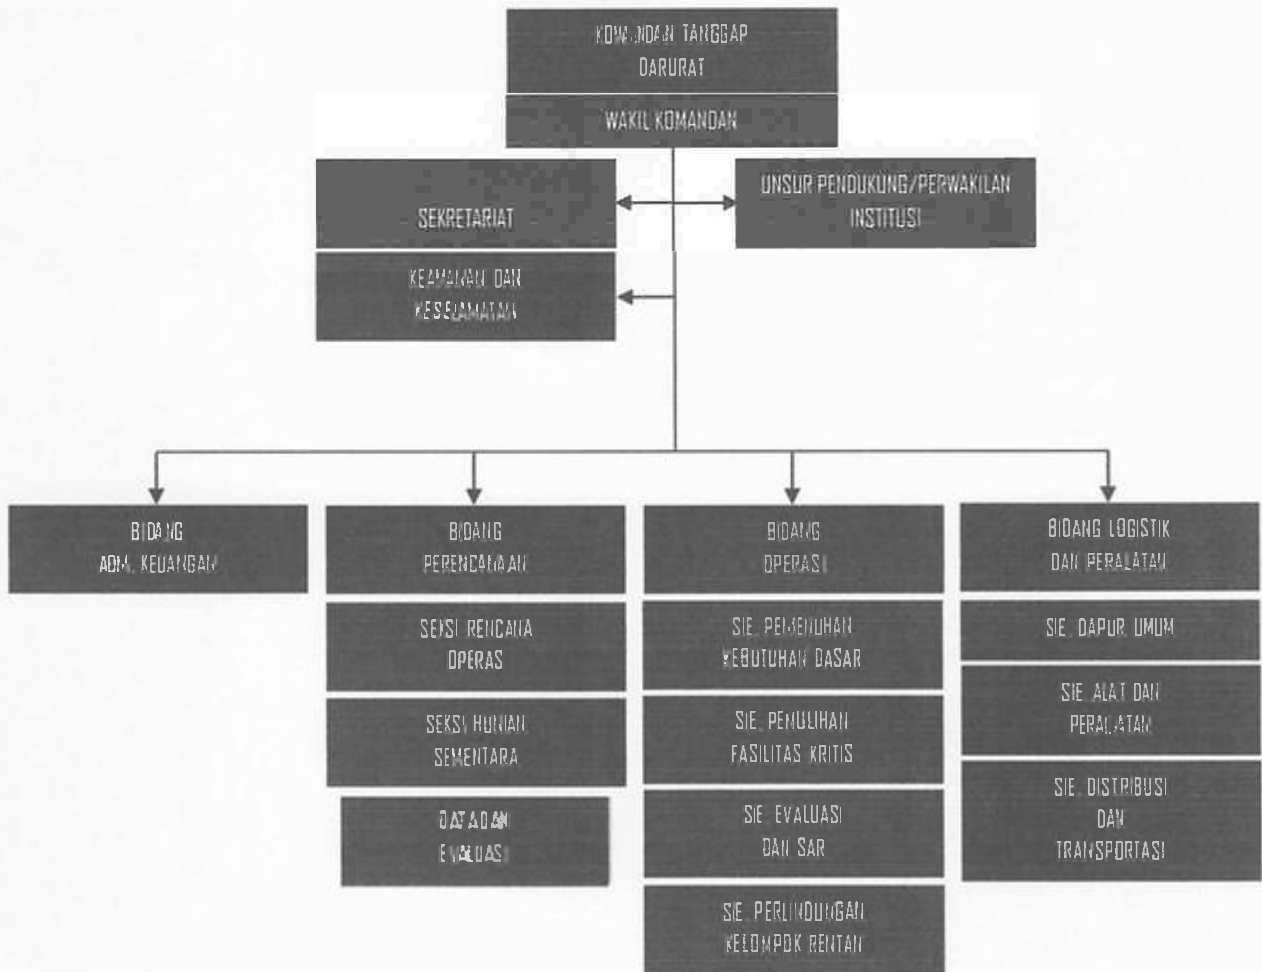 KOMANDAN TANGGAP
DARURAT
WAKIL KOMANDAN
UNSUR PENDUKUNG/PERWAKILAN
INSTITUSI
SEKRETARIAT
KEAMANAN DAN
KESELAMATAN
BIDANG
ADM. KEUANGAN
BIDANG
PERENCANAAN
SEKSI RENCANA
OPERAS
SEKSI HUNIAN
SEMENTARA
DATA DAN
EVALUASI
BIDANG
OPERASI
SIE. PEMENUHAN
KEBUTUHAN DASAR
SIE. PEMULIHAN
FASILITAS KRITIS
SIE. EVALUASI
DAN SAR
SIE. PERLINDUNGAN
KELOMPOK RENTAN
BIDANG LOGISTIK
DAN PERALATAN
SIE. DAPUR UMUM
SIE. ALAT DAN
PERALATAN
SIE. DISTRIBUSI
DAN
TRANSPORTASI